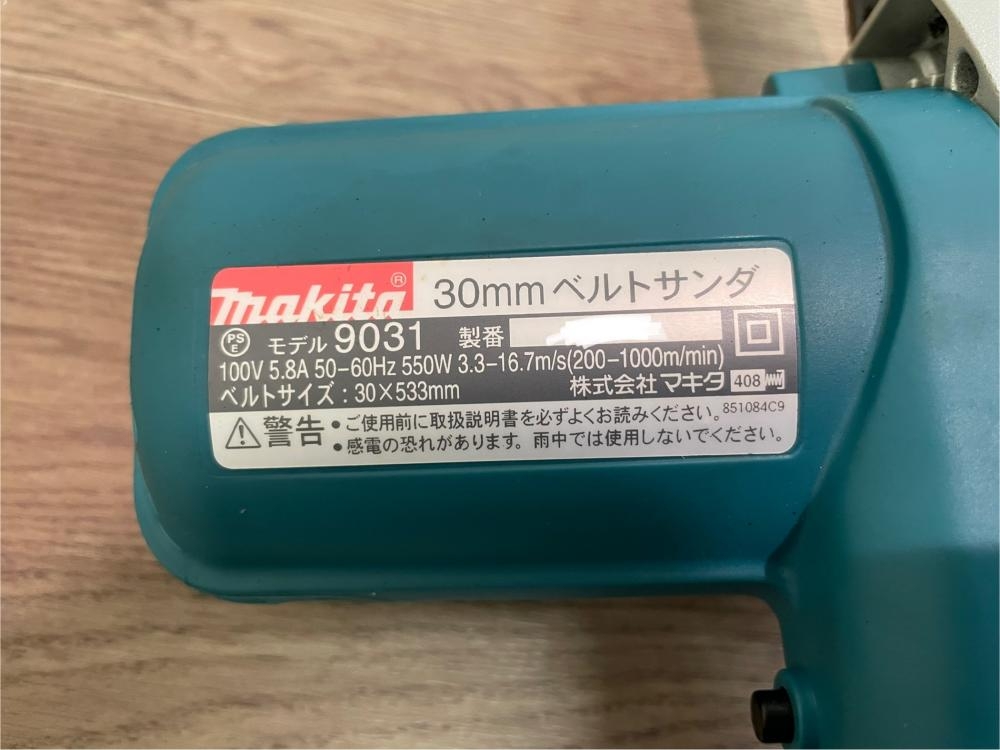 makita® 30mm ベルトサンダ
PS E モデル 9031 製番
100V 5.8A 50-60Hz 550W 3.3-16.7m/s(200-1000m/min)
ベルトサイズ：30×533mm 株式会社 マキタ 408
851084C9
警告 ●ご使用前に取扱説明書を必ずよくお読みください。
●感電の恐れがあります。雨中では使用しないでください。